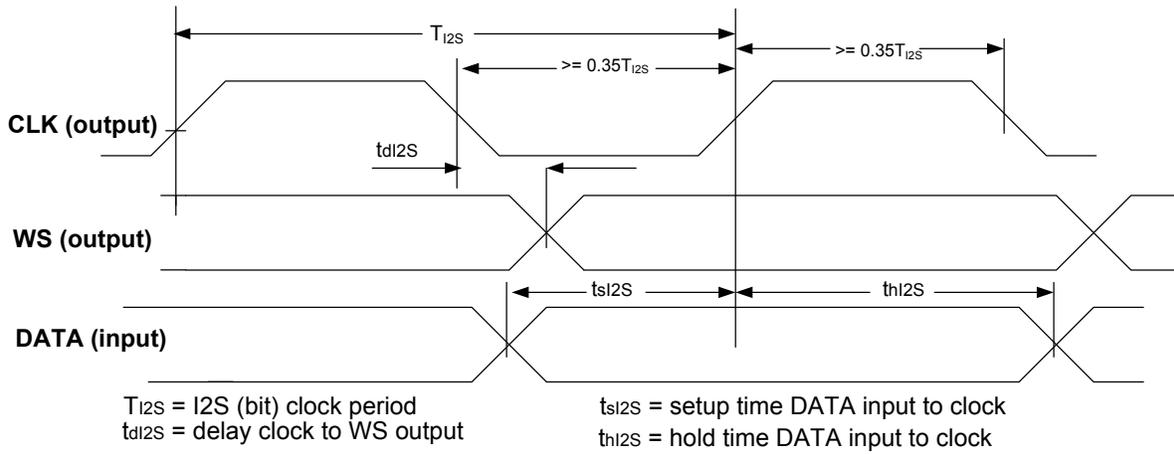 TI2S
>= 0.35TI2S
>= 0.35TI2S
CLK (output)
tdI2S
WS (output)
tsI2S
thI2S
DATA (input)
TI2S = I2S (bit) clock period
tdI2S = delay clock to WS output
tsI2S = setup time DATA input to clock
thI2S = hold time DATA input to clock